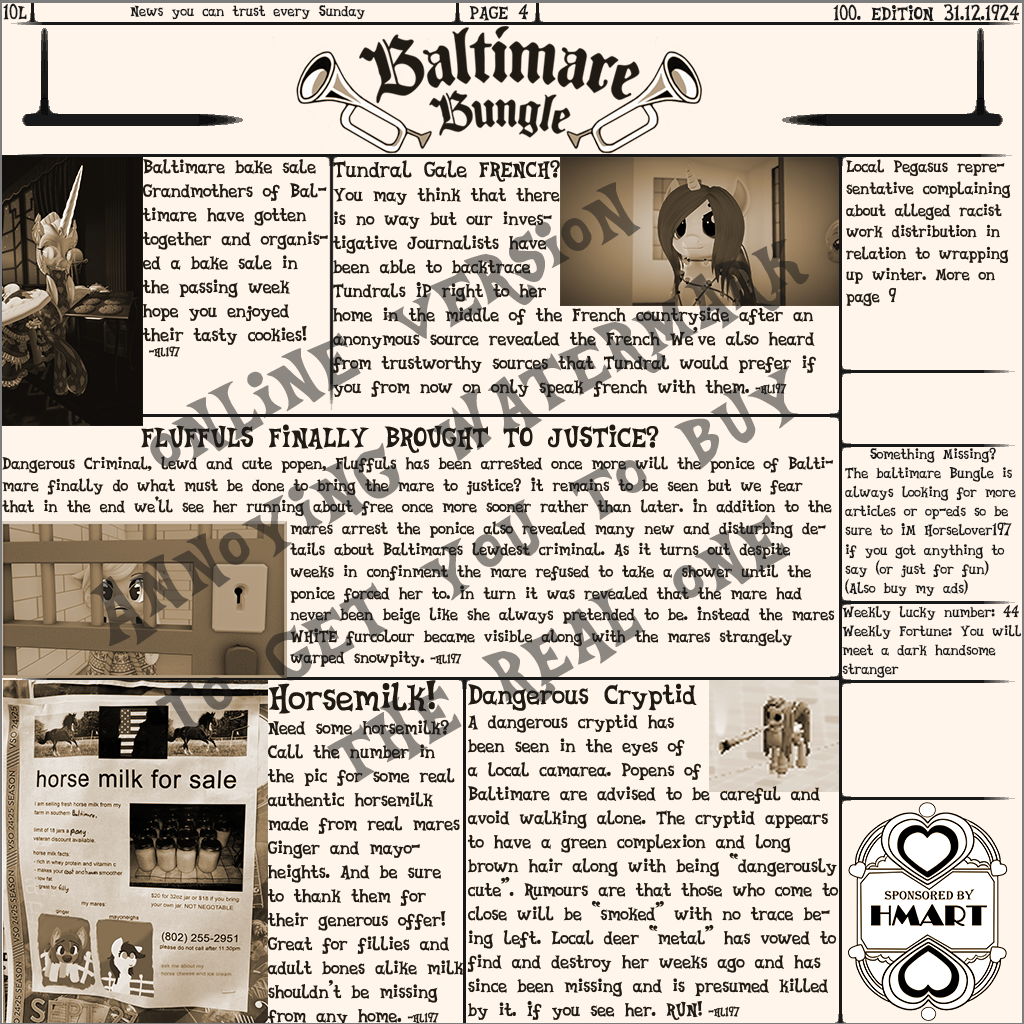 10L
News you can trust every Sunday
PAGE 4
100. EDITION 31.12.1924
Baltimare
Bungle
Baltimare bake sale
Grandmothers of Bal-
timare have gotten
together and organis-
ed a bake sale in
the passing week
hope you enjoyed
their tasty cookies!
-HL197
Tundral Gale FRENCH?
You may think that there
is no way but our inves-
tigative Journalists have
been able to backtrace
Tundrals iP right to her
home in the middle of the French countryside after an
anonymous source revealed the French. We've also heard
from trustworthy sources that Tundral would prefer if
you from now on only speak french with them. -HL197
Local Pegasus repre-
sentative complaining
about alleged racist
work distribution in
relation to wrapping
up winter. More on
page 9
FLUFFULS FiNALLY BROUGHT TO JUSTiCE?
Dangerous Criminal, lewd and cute popen, Fluffuls has been arrested once more will the ponice of Balti-
mare finally do what must be done to bring the mare to justice? it remains to be seen but we fear
that in the end we'll see her running about free once more sooner rather than later. in addition to the
mares arrest the ponice also revealed many new and disturbing de-
tails about Baltimares lewdest criminal. As it turns out despite
weeks in confinment the mare refused to take a shower until the
ponice forced her to. in turn it was revealed that the mare had
never been beige like she always pretended to be. instead the mares
WHiTE furcolour became visible along with the mares strangely
warped snowpity. -HL197
Something Missing?
The baltimare Bungle is
always looking for more
articles or op-eds so be
sure to iM Horselover197
if you got anything to
say (or just for fun)
(Also buy my ads)
Weekly Lucky number: 44
Weekly Fortune: You will
meet a dark handsome
stranger
VSO 24:25 SEASON
horse milk for sale
I am selling fresh horse milk from my
farm in southern Baltimare.
limit of 18 jars a pony
veteran discount available.
horse milk facts:
- rich in whey protein and vitamin c
- makes your coat and smoother
- low fat
- great for filly
$20 for 32oz jar or $18 if you bring
your own jar. NOT NEGOTABLE
my mares:
ginger
mayoneighs
(802) 255-2951
please do not call after 11:30pm
ask me about my
horse cheese and ice cream
SEPT
Horsemilk!
Need some horsemilk?
Call the number in
the pic for some real
authentic horsemilk
made from real mares
Ginger and mayo-
heights. And be sure
to thank them for
their generous offer!
Great for fillies and
adult bones alike milk
shouldn't be missing
from any home. -HL197
Dangerous Cryptid
A dangerous cryptid has
been seen in the eyes of
a local camarea. Popens of
Baltimare are advised to be careful and
avoid walking alone. The cryptid appears
to have a green complexion and long
brown hair along with being "dangerously
cute". Rumours are that those who come to
close will be "smoked" with no trace be-
ing left. Local deer "metal" has vowed to
find and destroy her weeks ago and has
since been missing and is presumed killed
by it. if you see her. RUN! -HL197
SPONSORED BY
HMART
ONLiNE VERSiON
ANNOYiNG WATERMARK
TO GET YOU TO BUY
THE REAL ONE